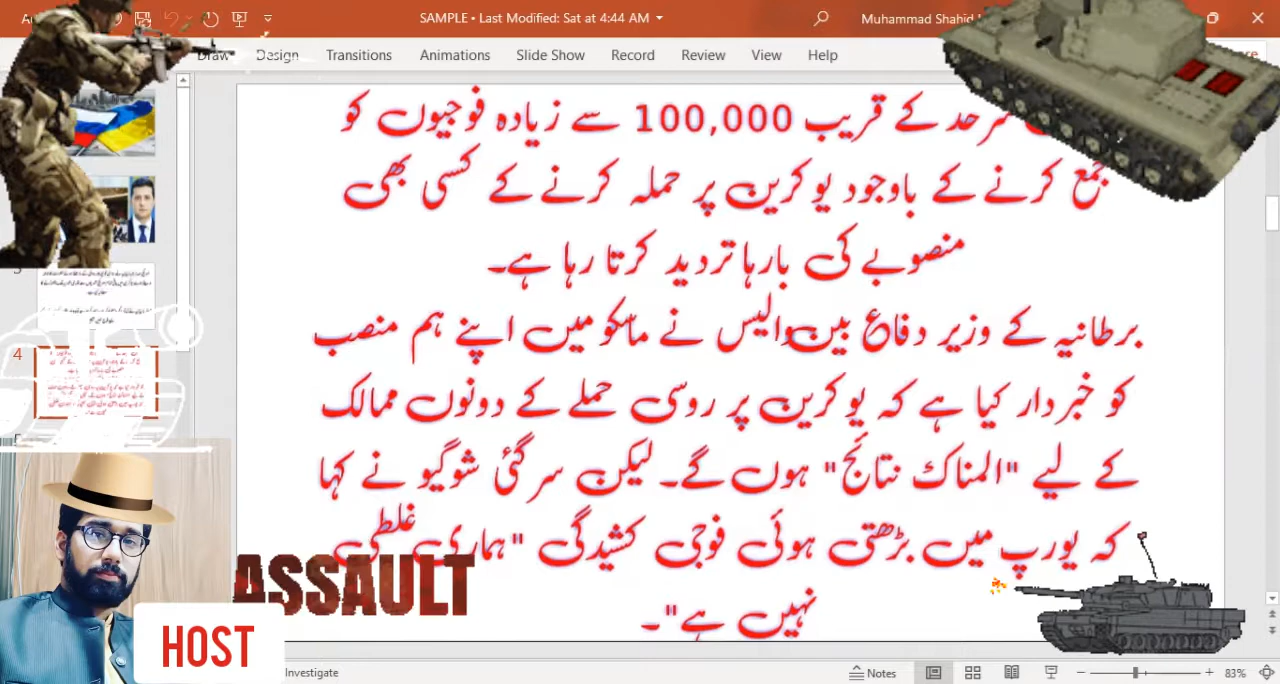 SAMPLE • Last Modified: Sat at 4:44 AM
Muhammad Shahid
Draw Design Transitions Animations Slide Show Record Review View Help
سرحد کے قریب 100,000 سے زیادہ فوجیوں کو
جمع کرنے کے باوجود یوکرین پر حملہ کرنے کے کسی بھی
منصوبے کی بارہا تردید کرتا رہا ہے۔
برطانیہ کے وزیر دفاع بین والیس نے ماسکو میں اپنے ہم منصب
کو خبردار کیا ہے کہ یوکرین پر روسی حملے کے دونوں ممالک
کے لیے "المناک نتائج" ہوں گے۔ لیکن سرگئی شوگیو نے کہا
کہ یورپ میں بڑھتی ہوئی فوجی کشیدگی "ہماری غلطی
نہیں ہے"۔
4
ASSAULT
HOST
Investigate
Notes
83%